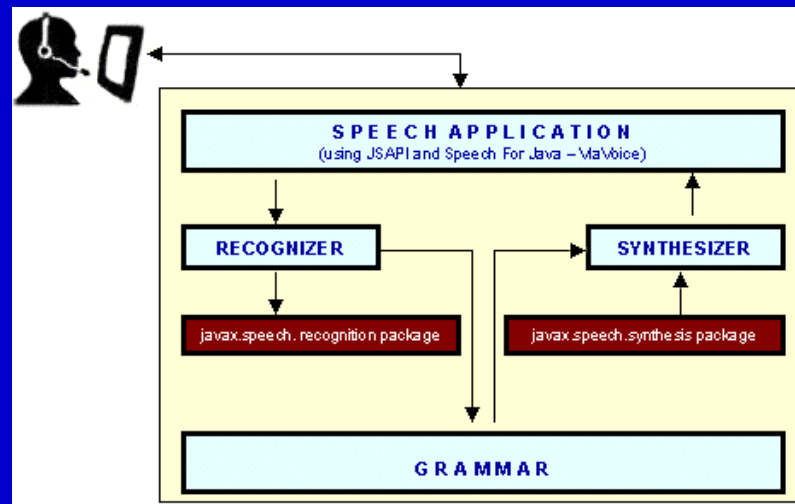 SPEECH APPLICATION
(using JSAPI and Speech For Java – ViaVoice)
RECOGNIZER
SYNTHESIZER
javax.speech. recognition package
javax.speech.synthesis package
GRAMMAR